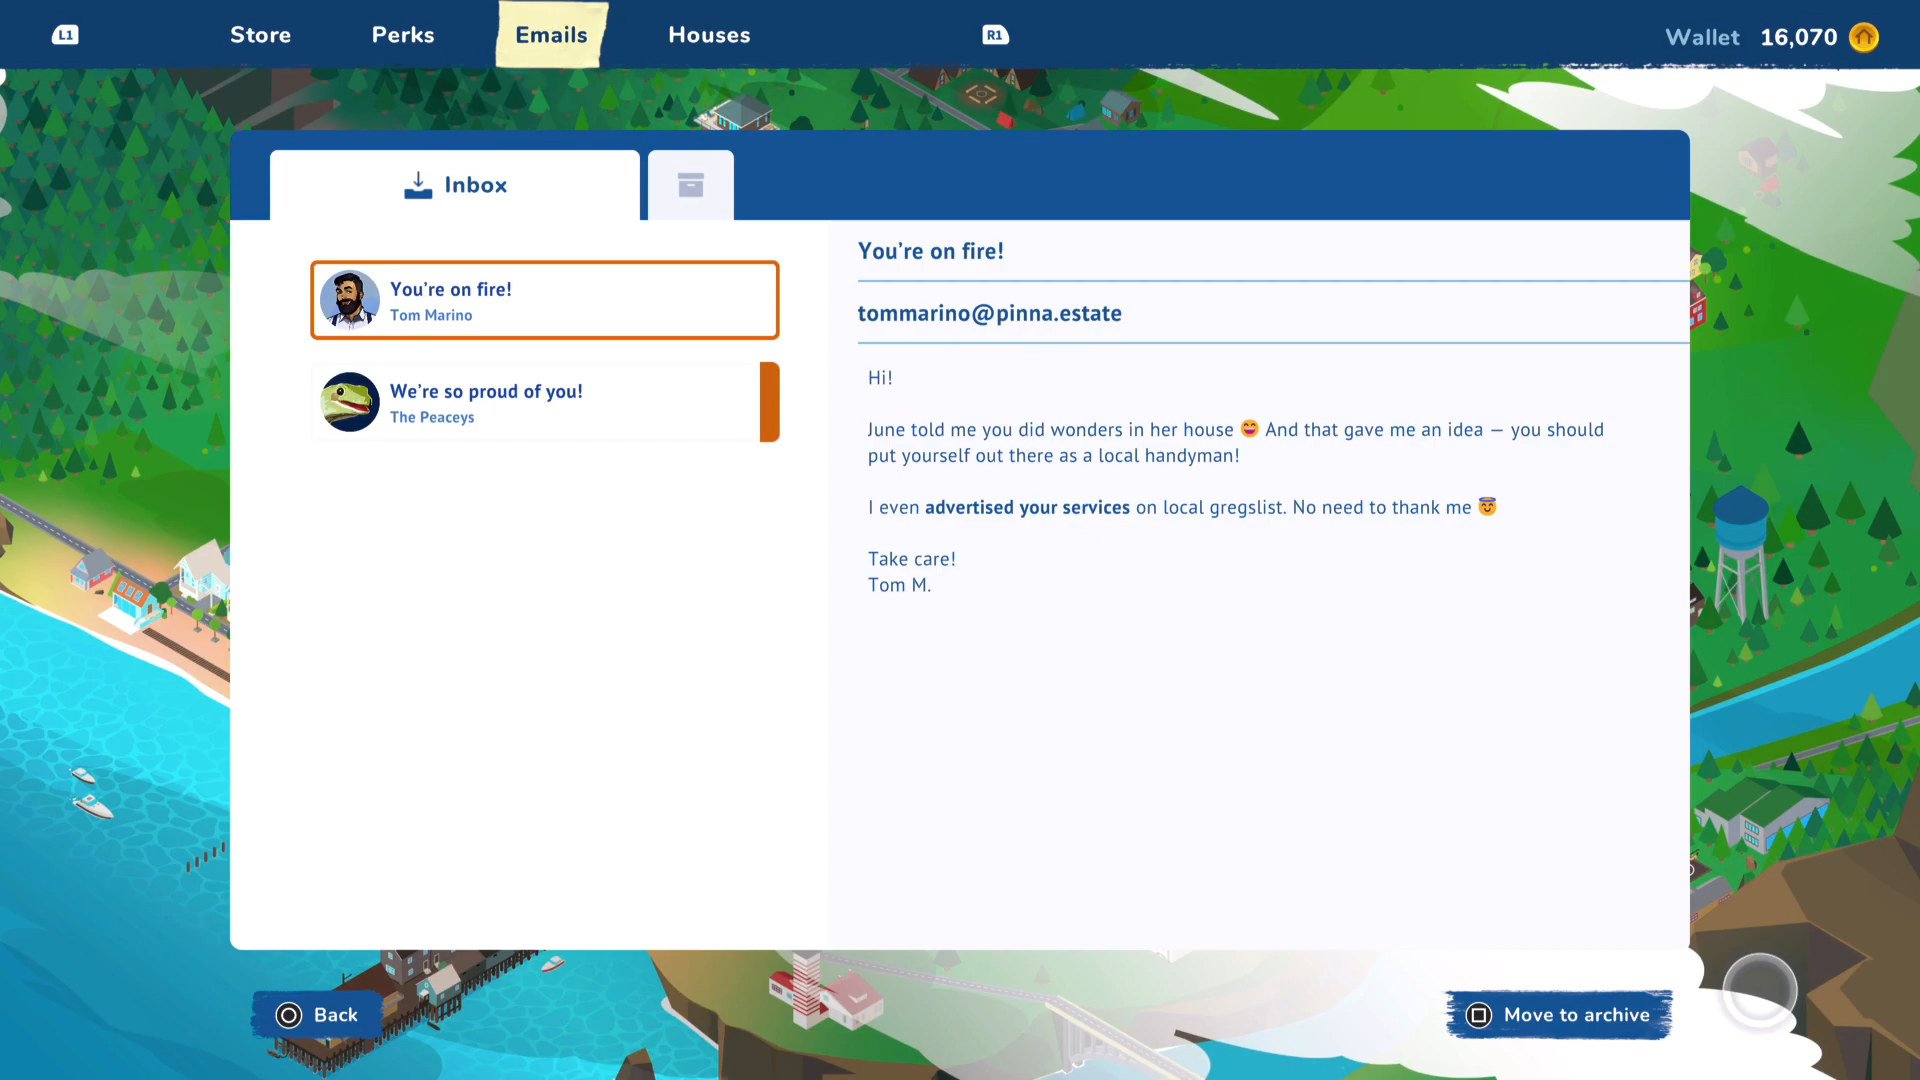 L1
Store
Perks
Emails
Houses
R1
Wallet 16,070
Inbox
You're on fire!
Tom Marino
We're so proud of you!
The Peaceys
You're on fire!
tommarino@pinna.estate
Hi!
June told me you did wonders in her house 😄 And that gave me an idea — you should
put yourself out there as a local handyman!
I even advertised your services on local gregslist. No need to thank me 😇
Take care!
Tom M.
Back
Move to archive